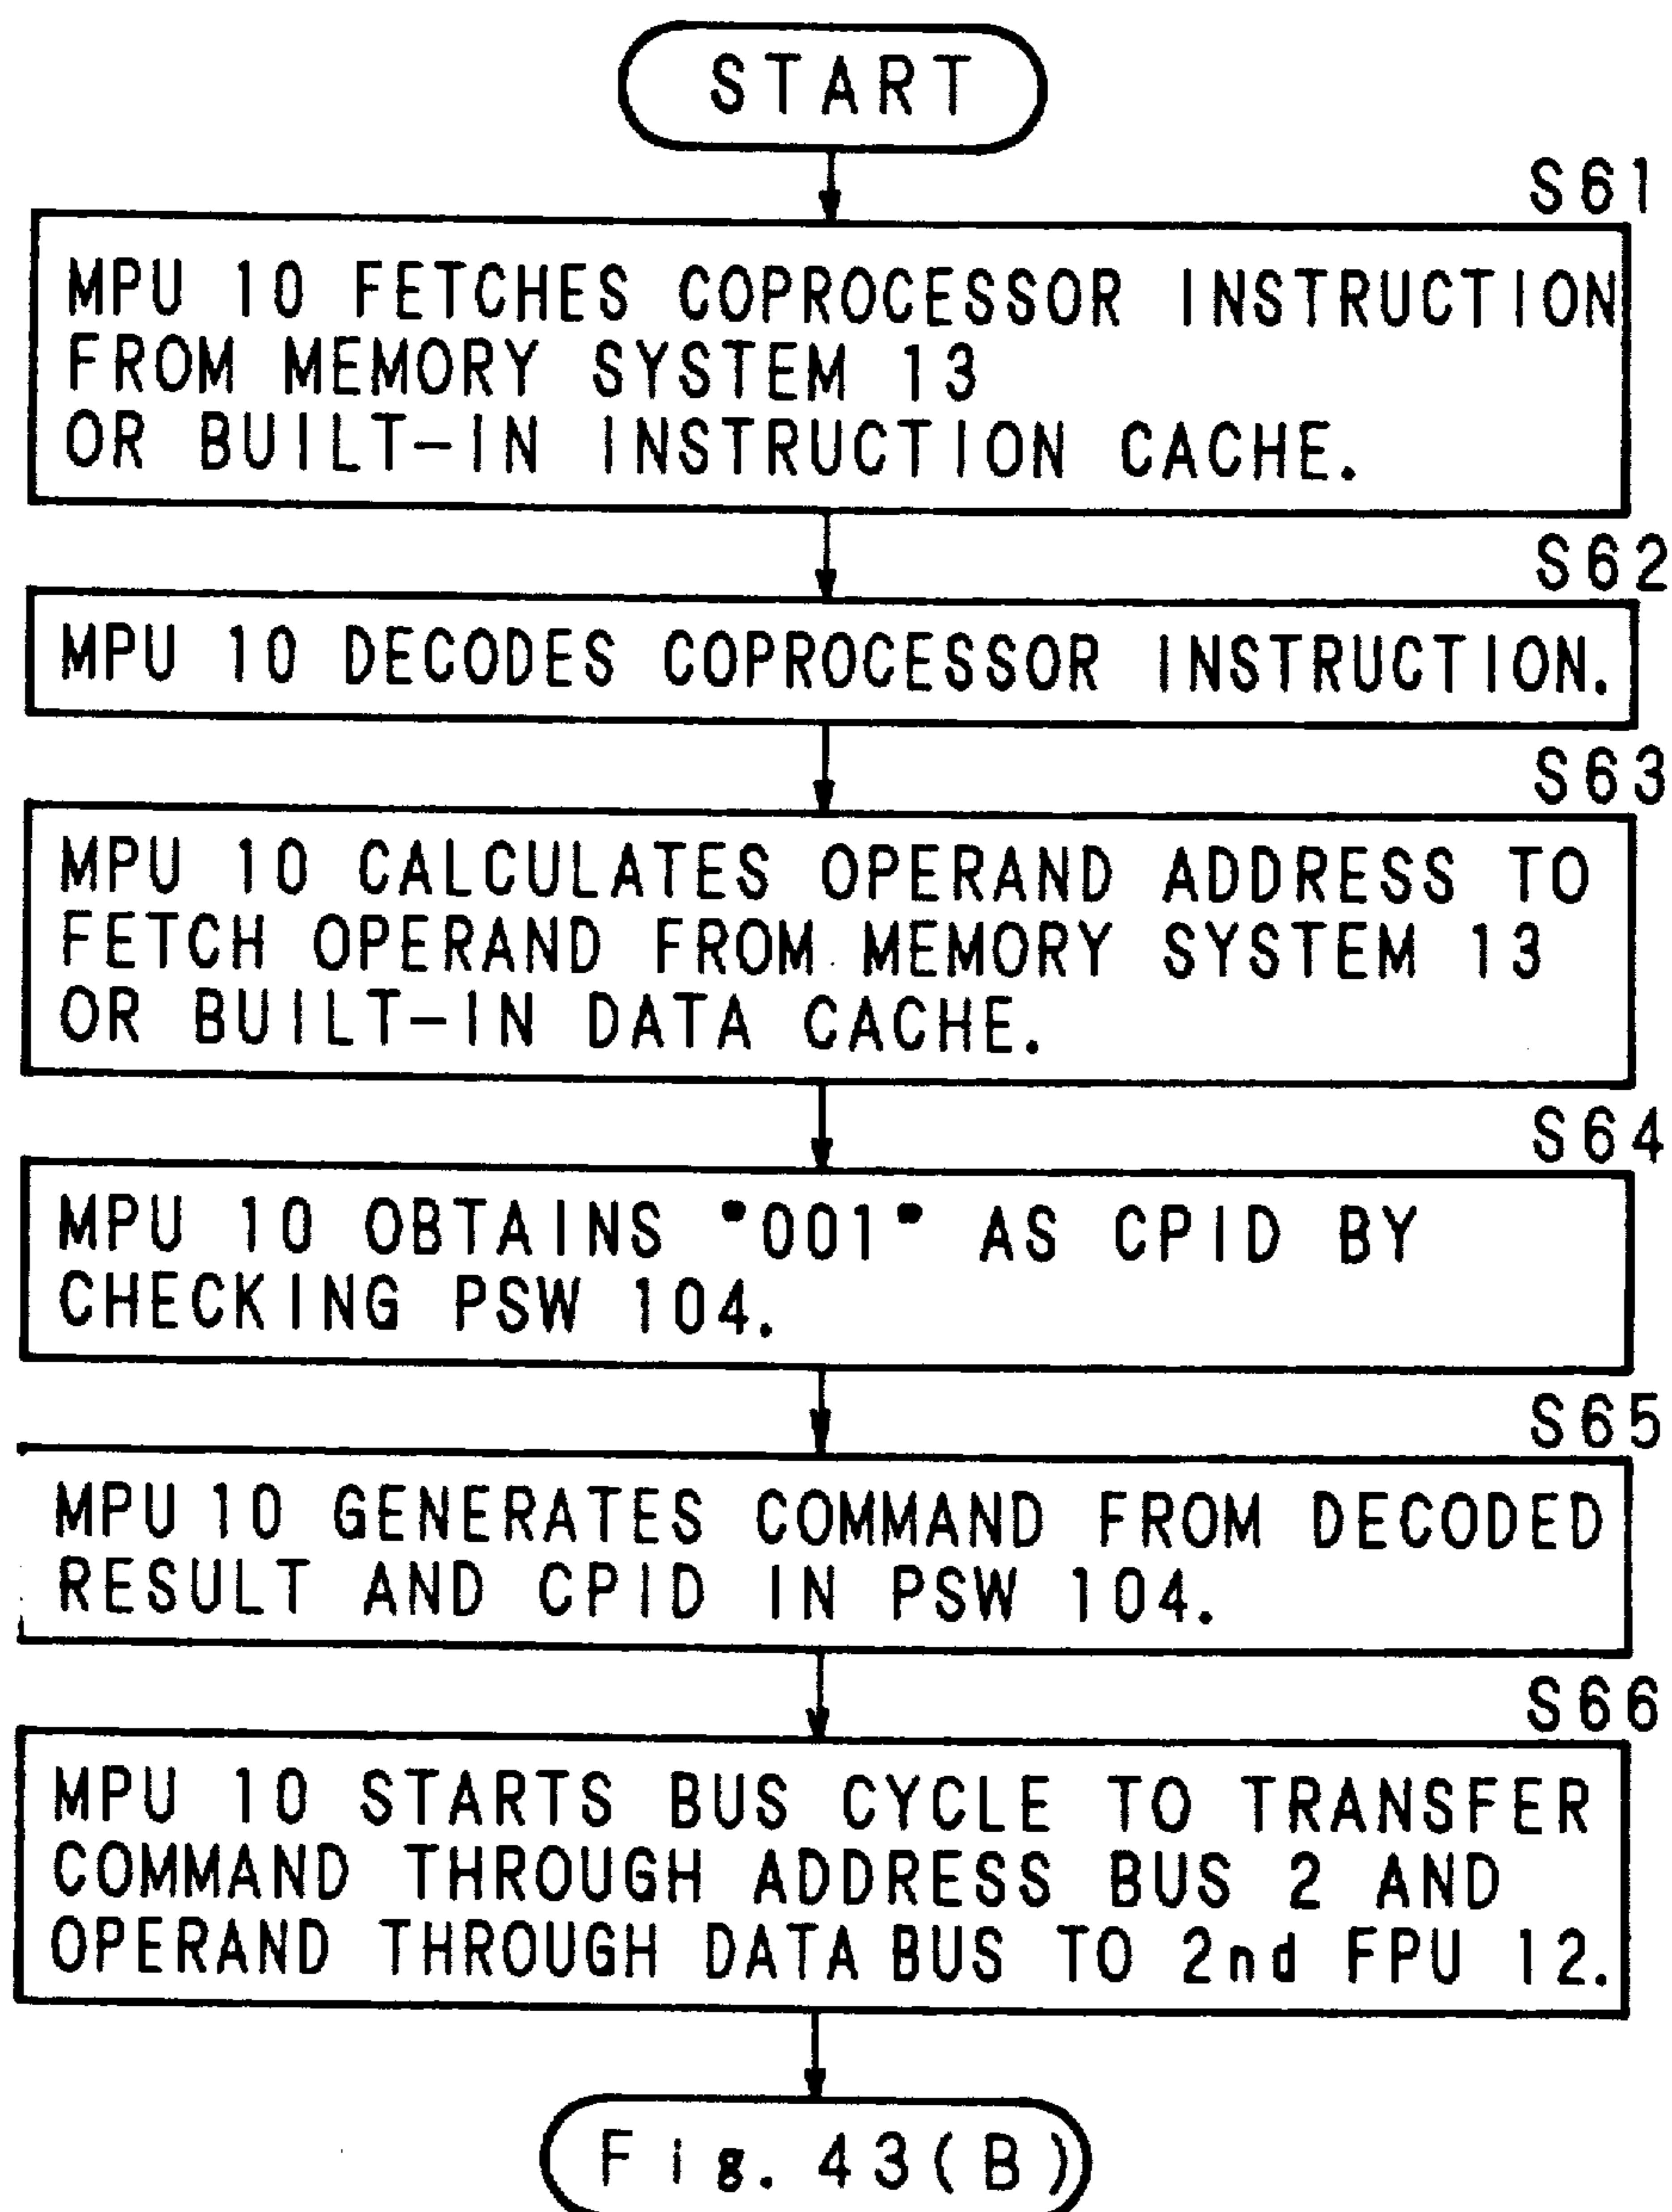 START
S61
MPU 10 FETCHES COPROCESSOR INSTRUCTION
FROM MEMORY SYSTEM 13
OR BUILT-IN INSTRUCTION CACHE.
S62
MPU 10 DECODES COPROCESSOR INSTRUCTION.
S63
MPU 10 CALCULATES OPERAND ADDRESS TO
FETCH OPERAND FROM MEMORY SYSTEM 13
OR BUILT-IN DATA CACHE.
S64
MPU 10 OBTAINS "001" AS CPID BY
CHECKING PSW 104.
S65
MPU 10 GENERATES COMMAND FROM DECODED
RESULT AND CPID IN PSW 104.
S66
MPU 10 STARTS BUS CYCLE TO TRANSFER
COMMAND THROUGH ADDRESS BUS 2 AND
OPERAND THROUGH DATA BUS TO 2nd FPU 12.
Fig. 43(B)